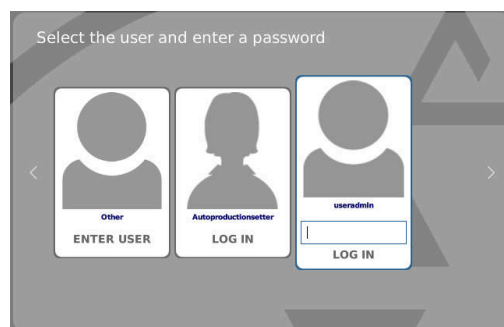 Select the user and enter a password
Other
ENTER USER
Autoproductionsetter
LOG IN
useradmin
LOG IN